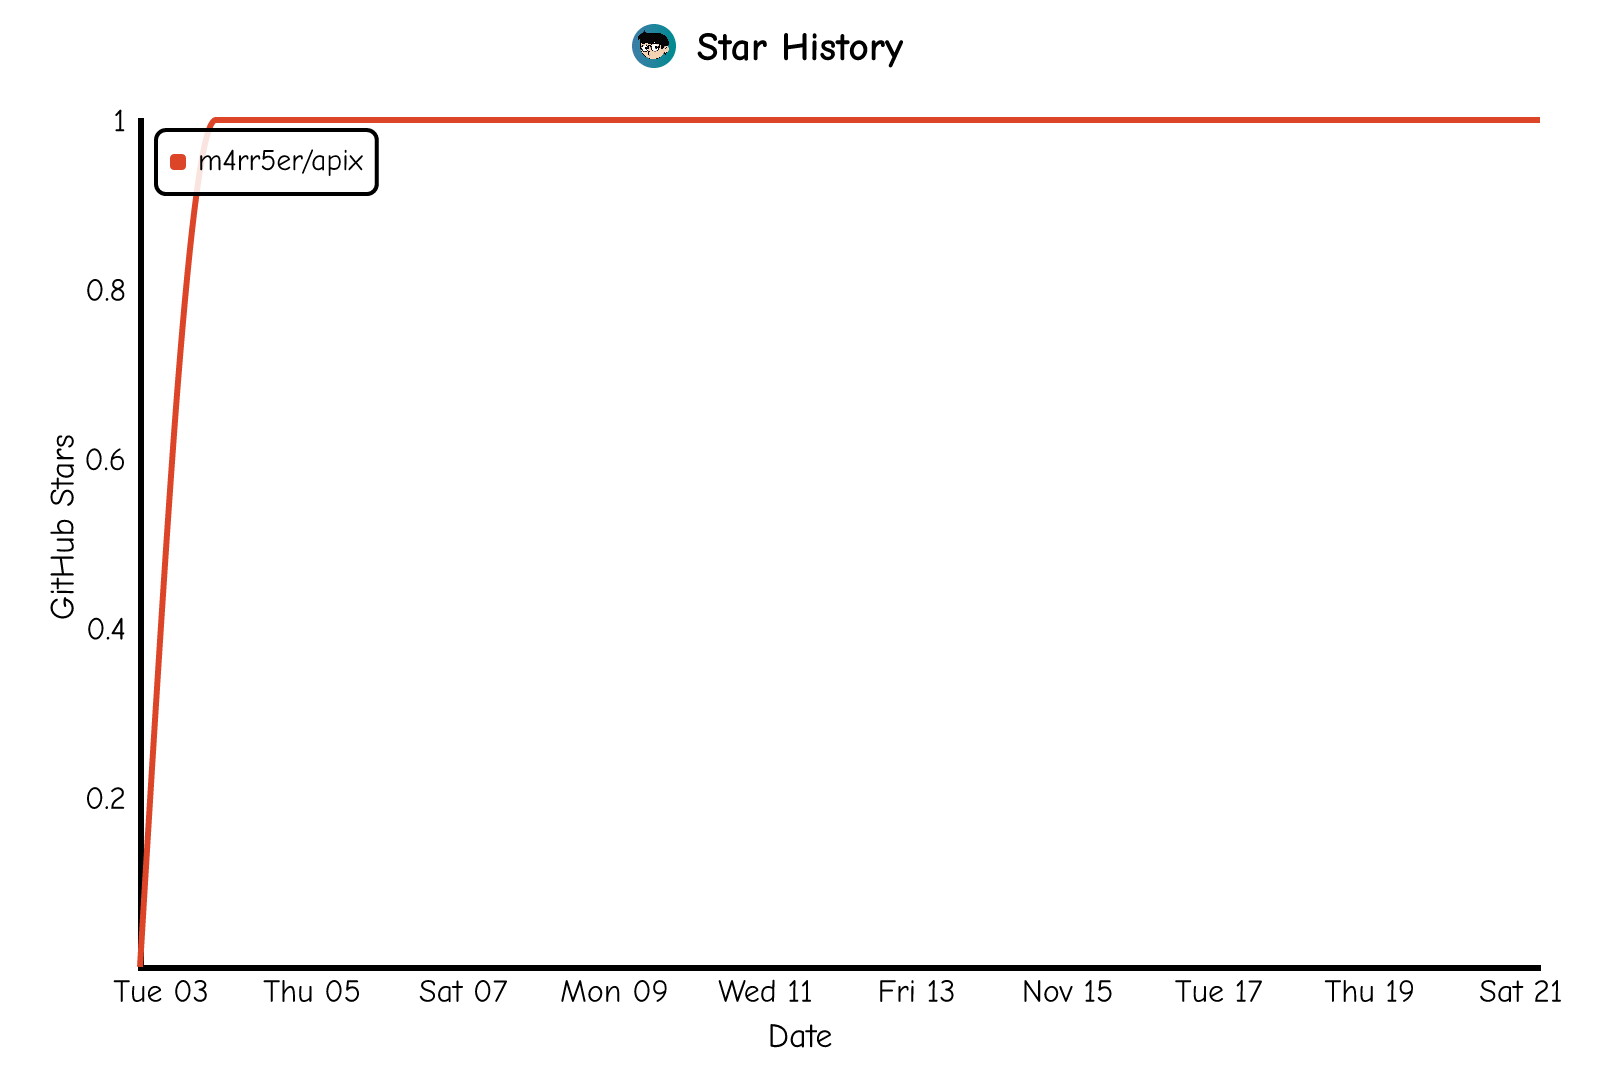 Star History
m4rr5er/apix
1
0.8
0.6
0.4
0.2
GitHub Stars
Tue 03 Thu 05 Sat 07 Mon 09 Wed 11 Fri 13 Nov 15 Tue 17 Thu 19 Sat 21
Date